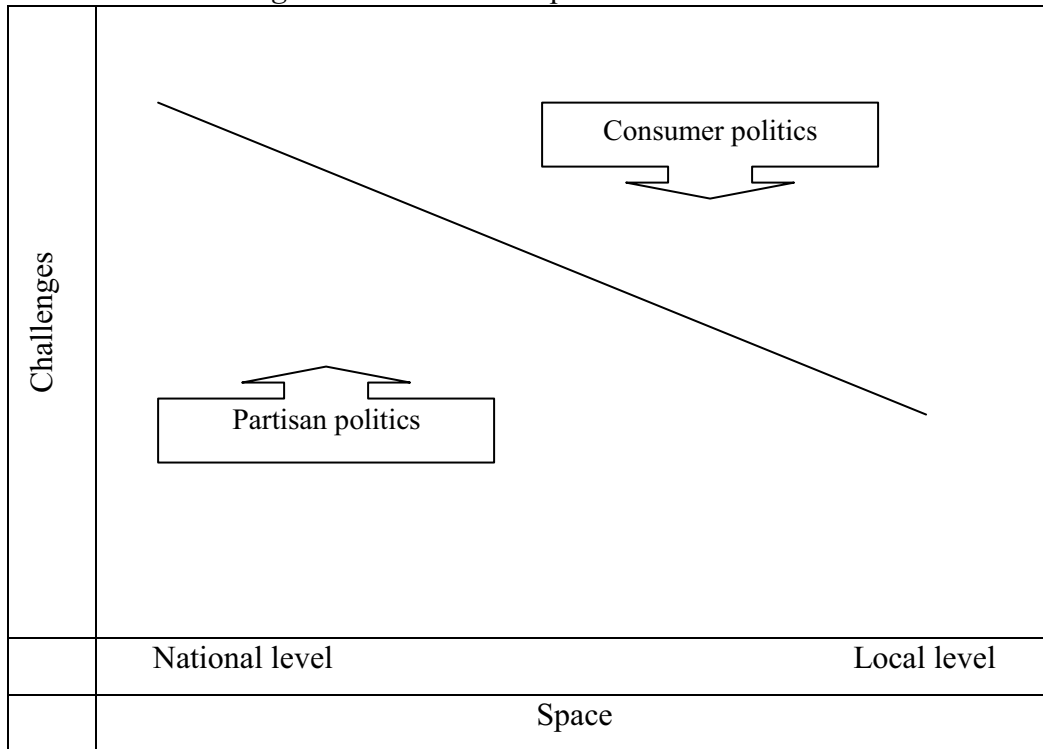 Consumer politics
Challenges
Partisan politics
National level Local level
Space